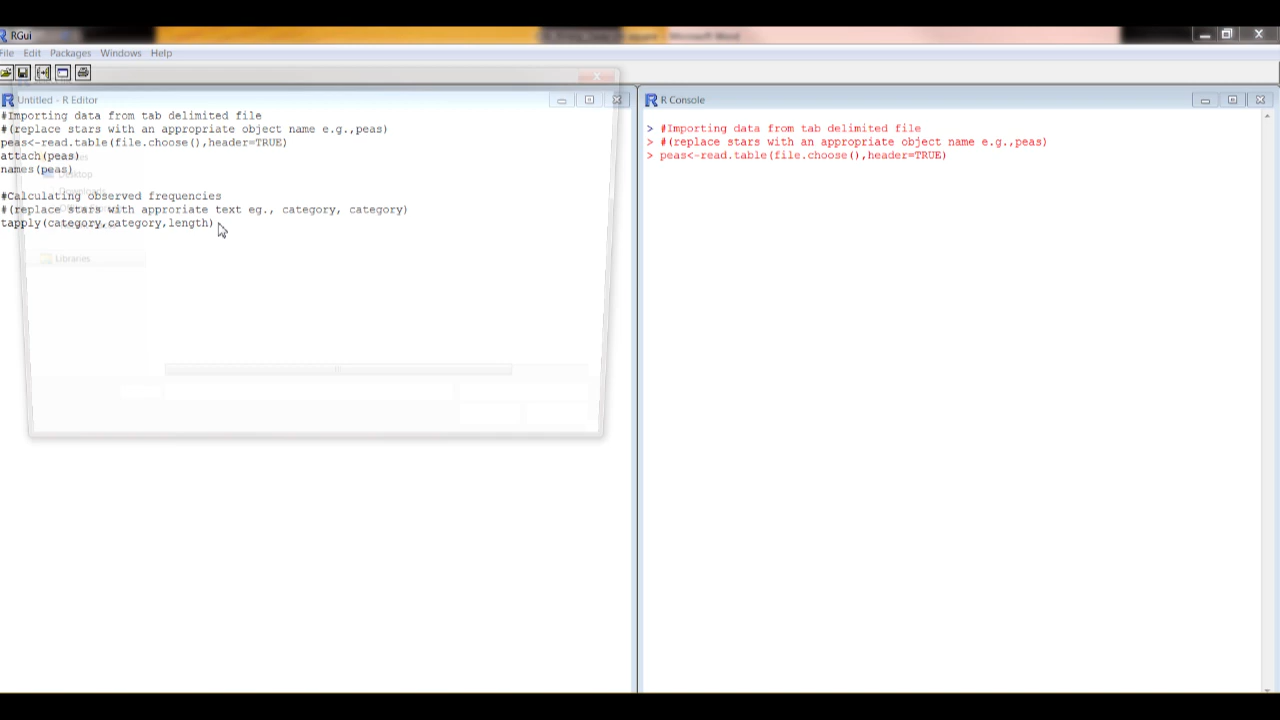 RGui
File Edit Packages Windows Help
Untitled - R Editor
#Importing data from tab delimited file
#(replace stars with an appropriate object name e.g.,peas)
peas<-read.table(file.choose(),header=TRUE)
attach(peas)
names(peas)
Desktop
#Calculating observed frequencies
#(replace stars with approriate text eg., category, category)
tapply(category,category,length)
Libraries
R Console
> #Importing data from tab delimited file
> #(replace stars with an appropriate object name e.g.,peas)
> peas<-read.table(file.choose(),header=TRUE)